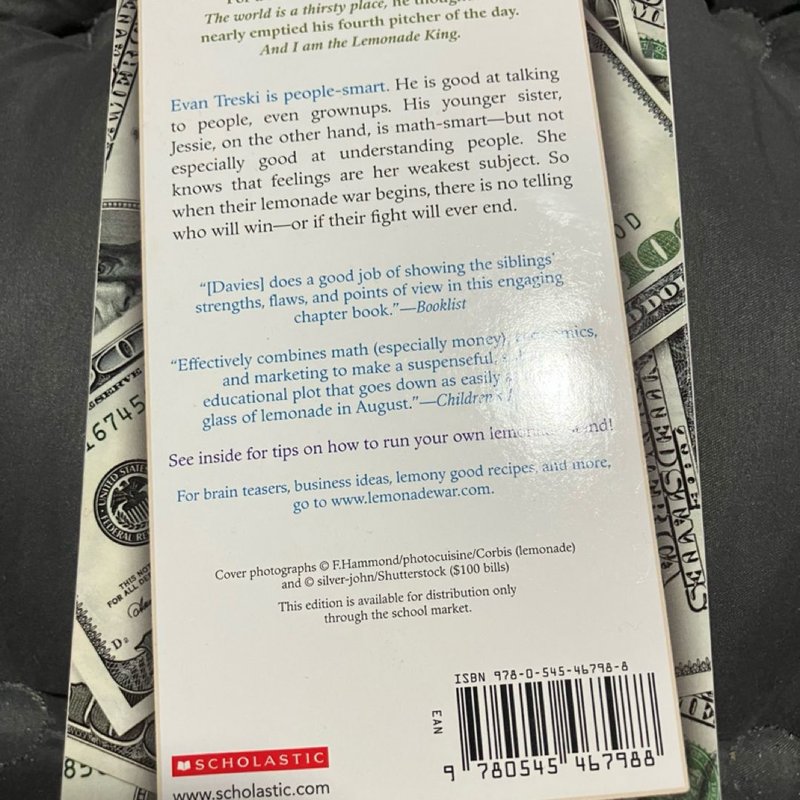 The world is a thirsty place, he
nearly emptied his fourth pitcher of the day.
And I am the Lemonade King.
Evan Treski is people-smart. He is good at talking
to people, even grownups. His younger sister,
Jessie, on the other hand, is math-smart—but not
especially good at understanding people. She
knows that feelings are her weakest subject. So
when their lemonade war begins, there is no telling
who will win—or if their fight will ever end.
“[Davies] does a good job of showing the siblings’
strengths, flaws, and points of view in this engaging
chapter book.”—Booklist
“Effectively combines math (especially money),
and marketing to make a suspenseful,
educational plot that goes down as easily
glass of lemonade in August.”—Children's
See inside for tips on how to run your own
For brain teasers, business ideas, lemony good recipes, and more,
go to www.lemonadewar.com.
Cover photographs © F.Hammond/photocuisine/Corbis (lemonade)
and © silver-john/Shutterstock ($100 bills)
This edition is available for distribution only
through the school market.
ISBN 978-0-545-46798-8
EAN
9 780545 467988
SCHOLASTIC
www.scholastic.com